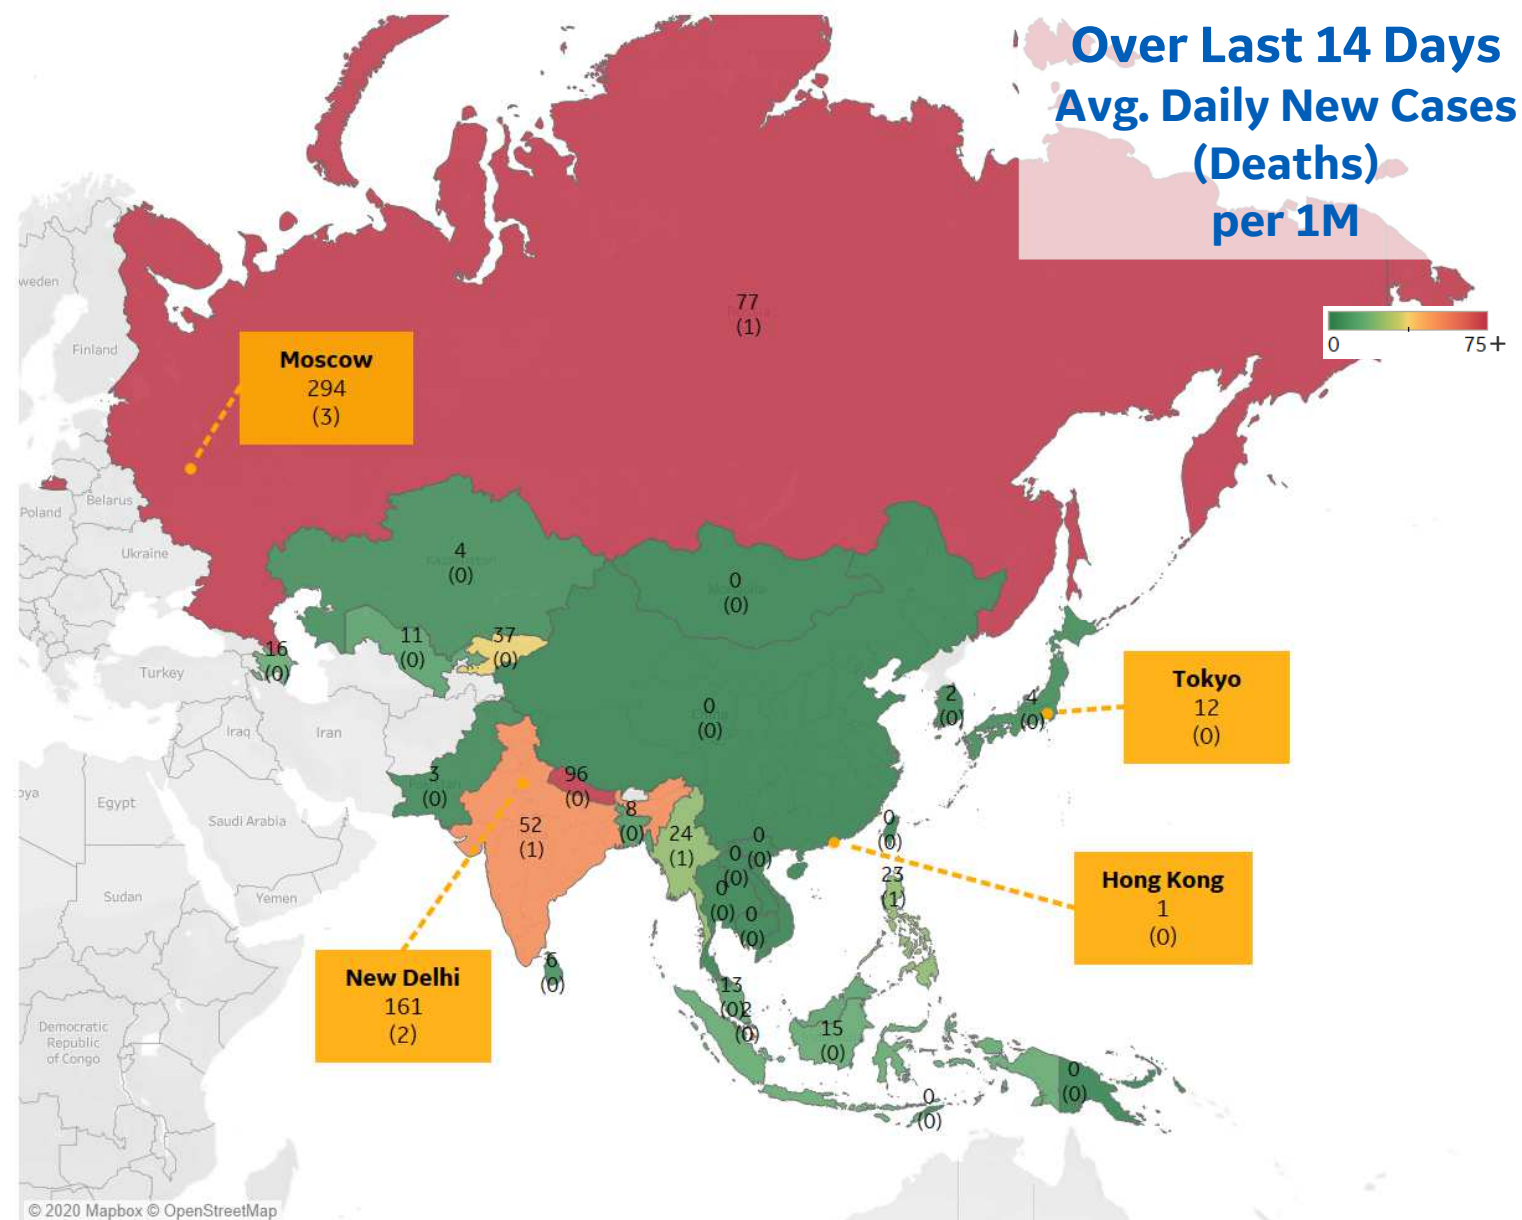 Over Last 14 Days
Avg. Daily New Cases
(Deaths)
per 1M
0
75+
77
(1)
Moscow
294
(3)
weden
Finland
Belarus
Poland
Ukraine
4
(0)
0
(0)
16
(0)
11
(0)
37
(0)
Turkey
Iraq
Iran
0
(0)
2
(0)
4
(0)
Tokyo
12
(0)
3
(0)
96
(0)
8
(0)
52
(1)
24
(1)
0
(0)
0
(0)
0
(0)
0
(0)
0
(0)
23
(1)
Hong Kong
1
(0)
oya
Egypt
Saudi Arabia
Sudan
Yemen
New Delhi
161
(2)
6
(0)
13
(0)
2
(0)
15
(0)
0
(0)
0
(0)
Democratic
Republic
of Congo
© 2020 Mapbox © OpenStreetMap